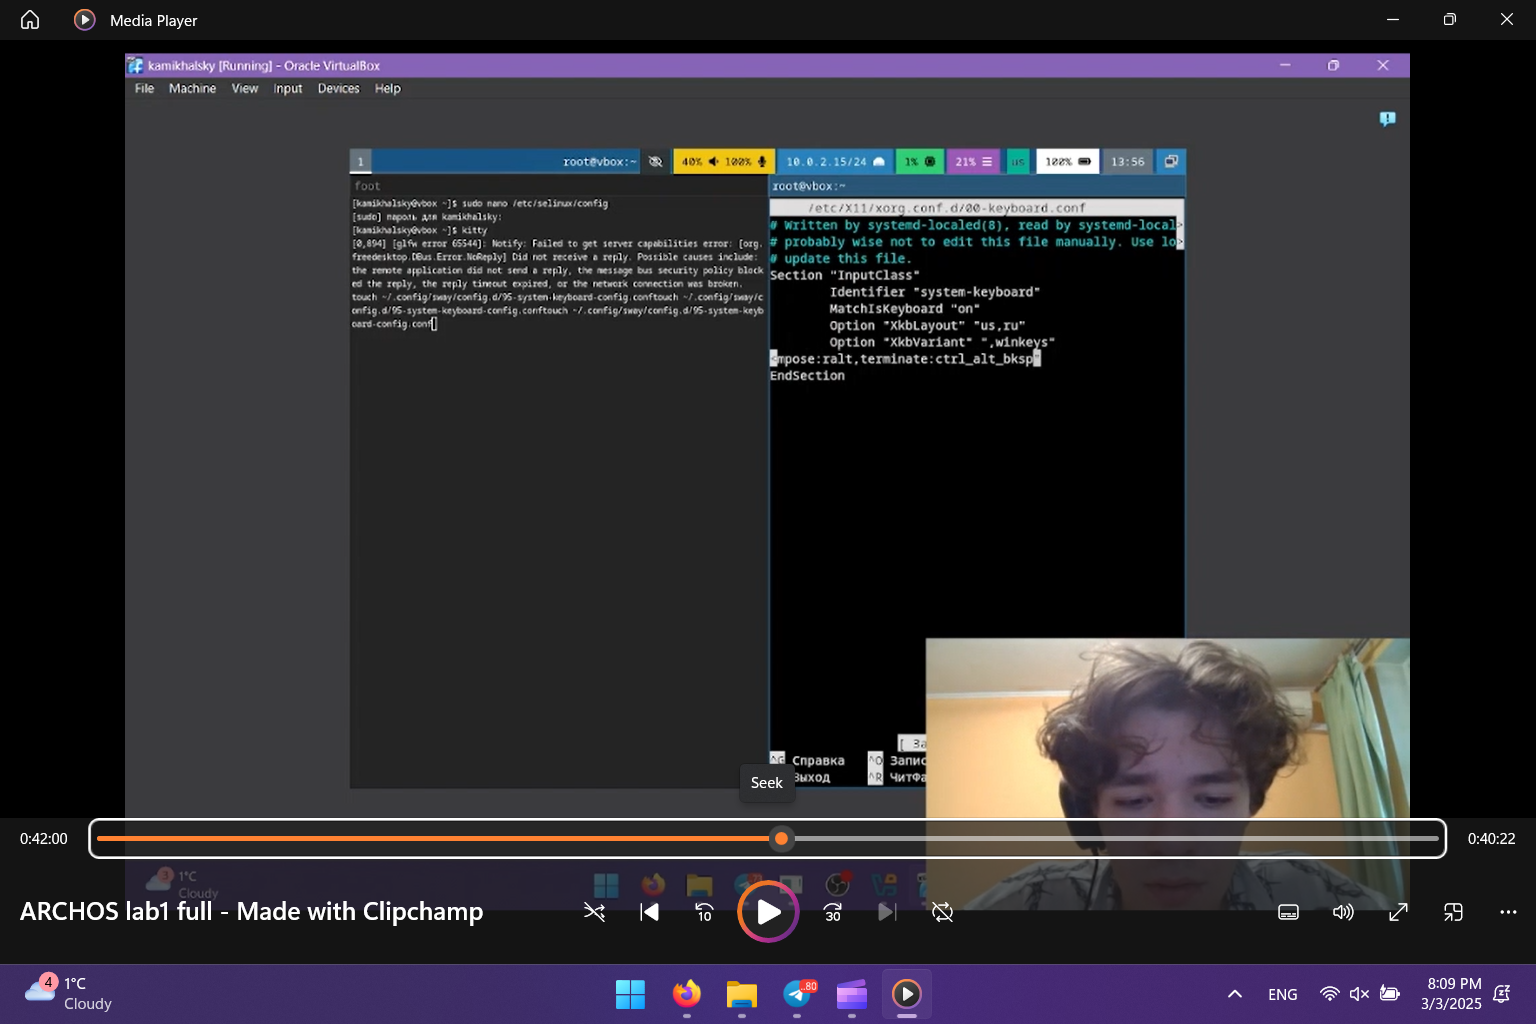 Media Player
kamikhalsky [Running] - Oracle VirtualBox
File Machine View Input Devices Help
1 root@vbox:~ 40% 100% 10.0.2.15/24 1% 21% us 100% 13:56
foot
root@vbox:~
[kamikhalsky@vbox ~]$ sudo nano /etc/selinux/config
[sudo] пароль для kamikhalsky:
[kamikhalsky@vbox ~]$ kitty
[0,894] [glfw error 65544]: Notify: Failed to get server capabilities error: [org.
freedesktop.DBus.Error.NoReply] Did not receive a reply. Possible causes include:
the remote application did not send a reply, the message bus security policy block
ed the reply, the reply timeout expired, or the network connection was broken.
touch ~/.config/sway/config.d/95-system-keyboard-config.conftouch ~/.config/sway/c
onfig.d/95-system-keyboard-config.conftouch ~/.config/sway/config.d/95-system-keyb
oard-config.conf
/etc/X11/xorg.conf.d/00-keyboard.conf
# Written by systemd-localed(8), read by systemd-local>
# probably wise not to edit this file manually. Use lo>
# update this file.
Section "InputClass"
Identifier "system-keyboard"
MatchIsKeyboard "on"
Option "XkbLayout" "us,ru"
Option "XkbVariant" ",winkeys"
<mpose:ralt,terminate:ctrl_alt_bksp"
EndSection
[ За
^G Справка ^O Запис
Выход ^R ЧитФа
Seek
0:42:00
0:40:22
3 1°C
Cloudy
ARCHOS lab1 full - Made with Clipchamp
10
30
4 1°C
Cloudy
..80
ENG
8:09 PM
3/3/2025